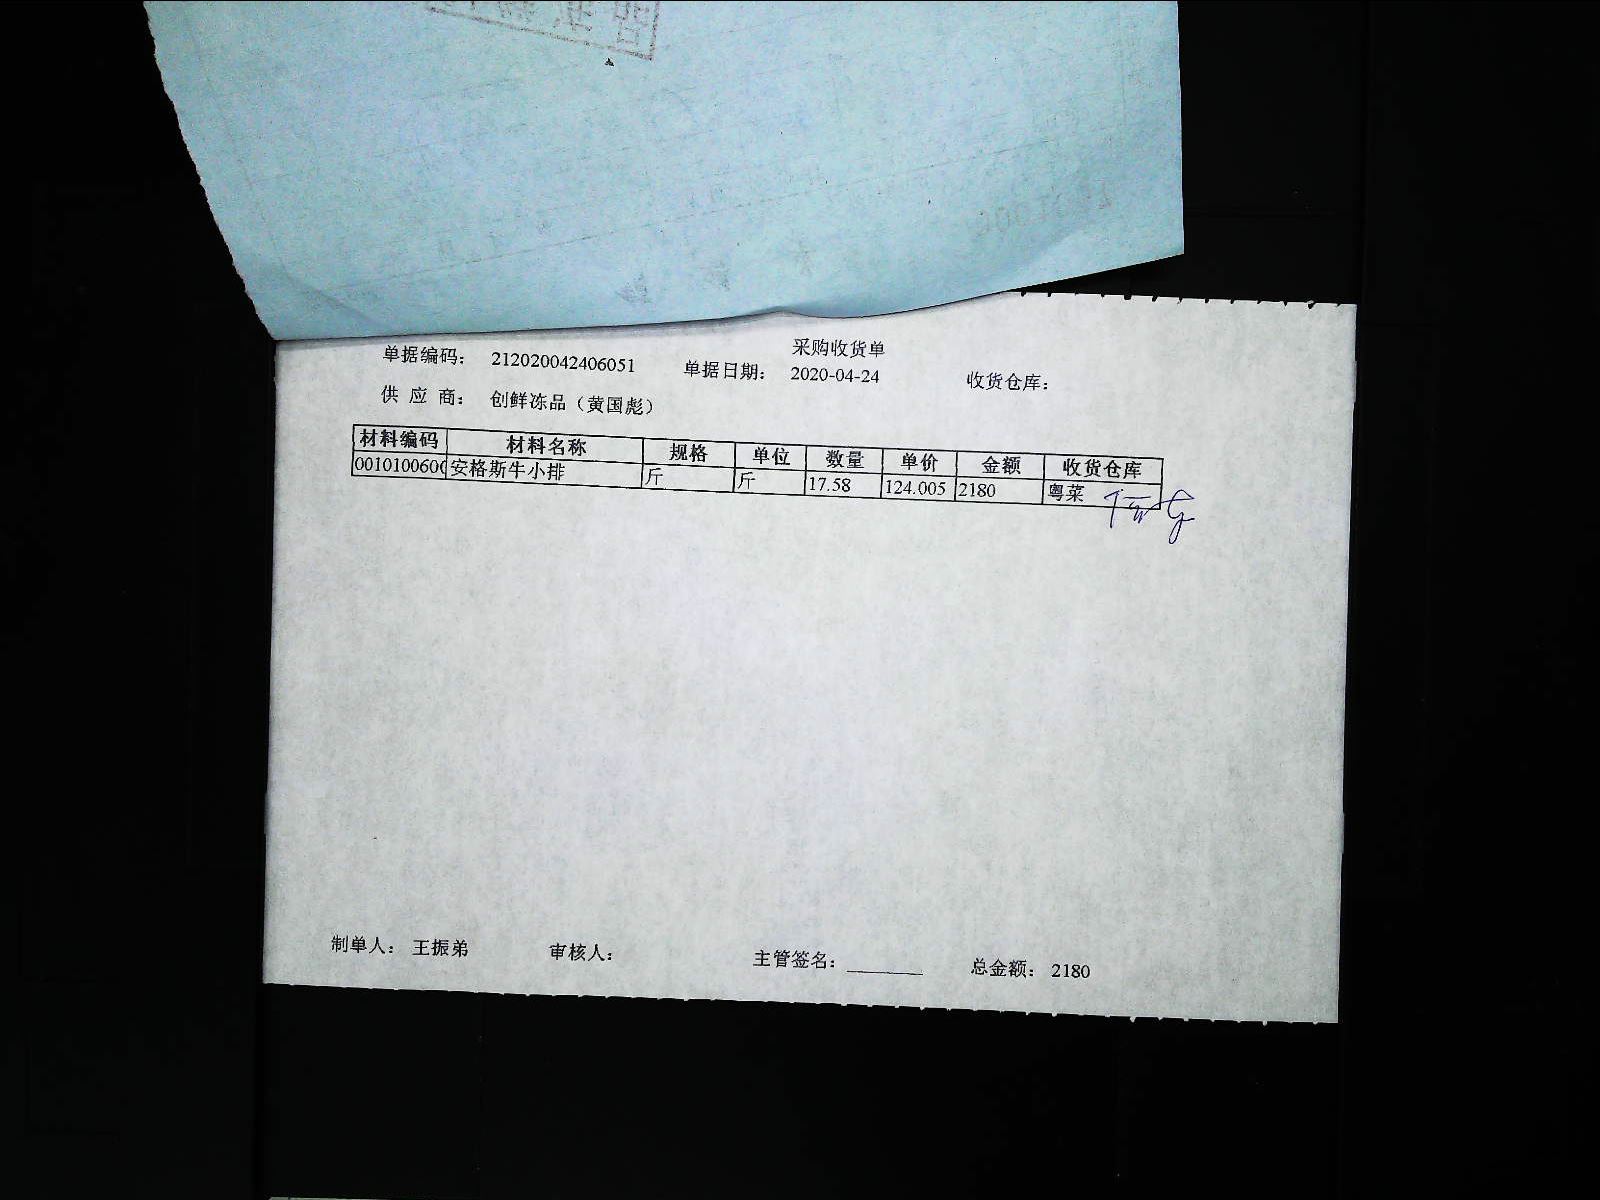 采购收货单
单据编码: 212020042406051 单据日期: 2020-04-24 收货仓库:
供 应 商: 创鲜冻品（黄国彪）
材料编码 材料名称 规格 单位 数量 单价 金额 收货仓库
0010100600 安格斯牛小排 斤 斤 17.58 124.005 2180 粤菜
制单人: 王振弟 审核人: 主管签名: 总金额: 2180